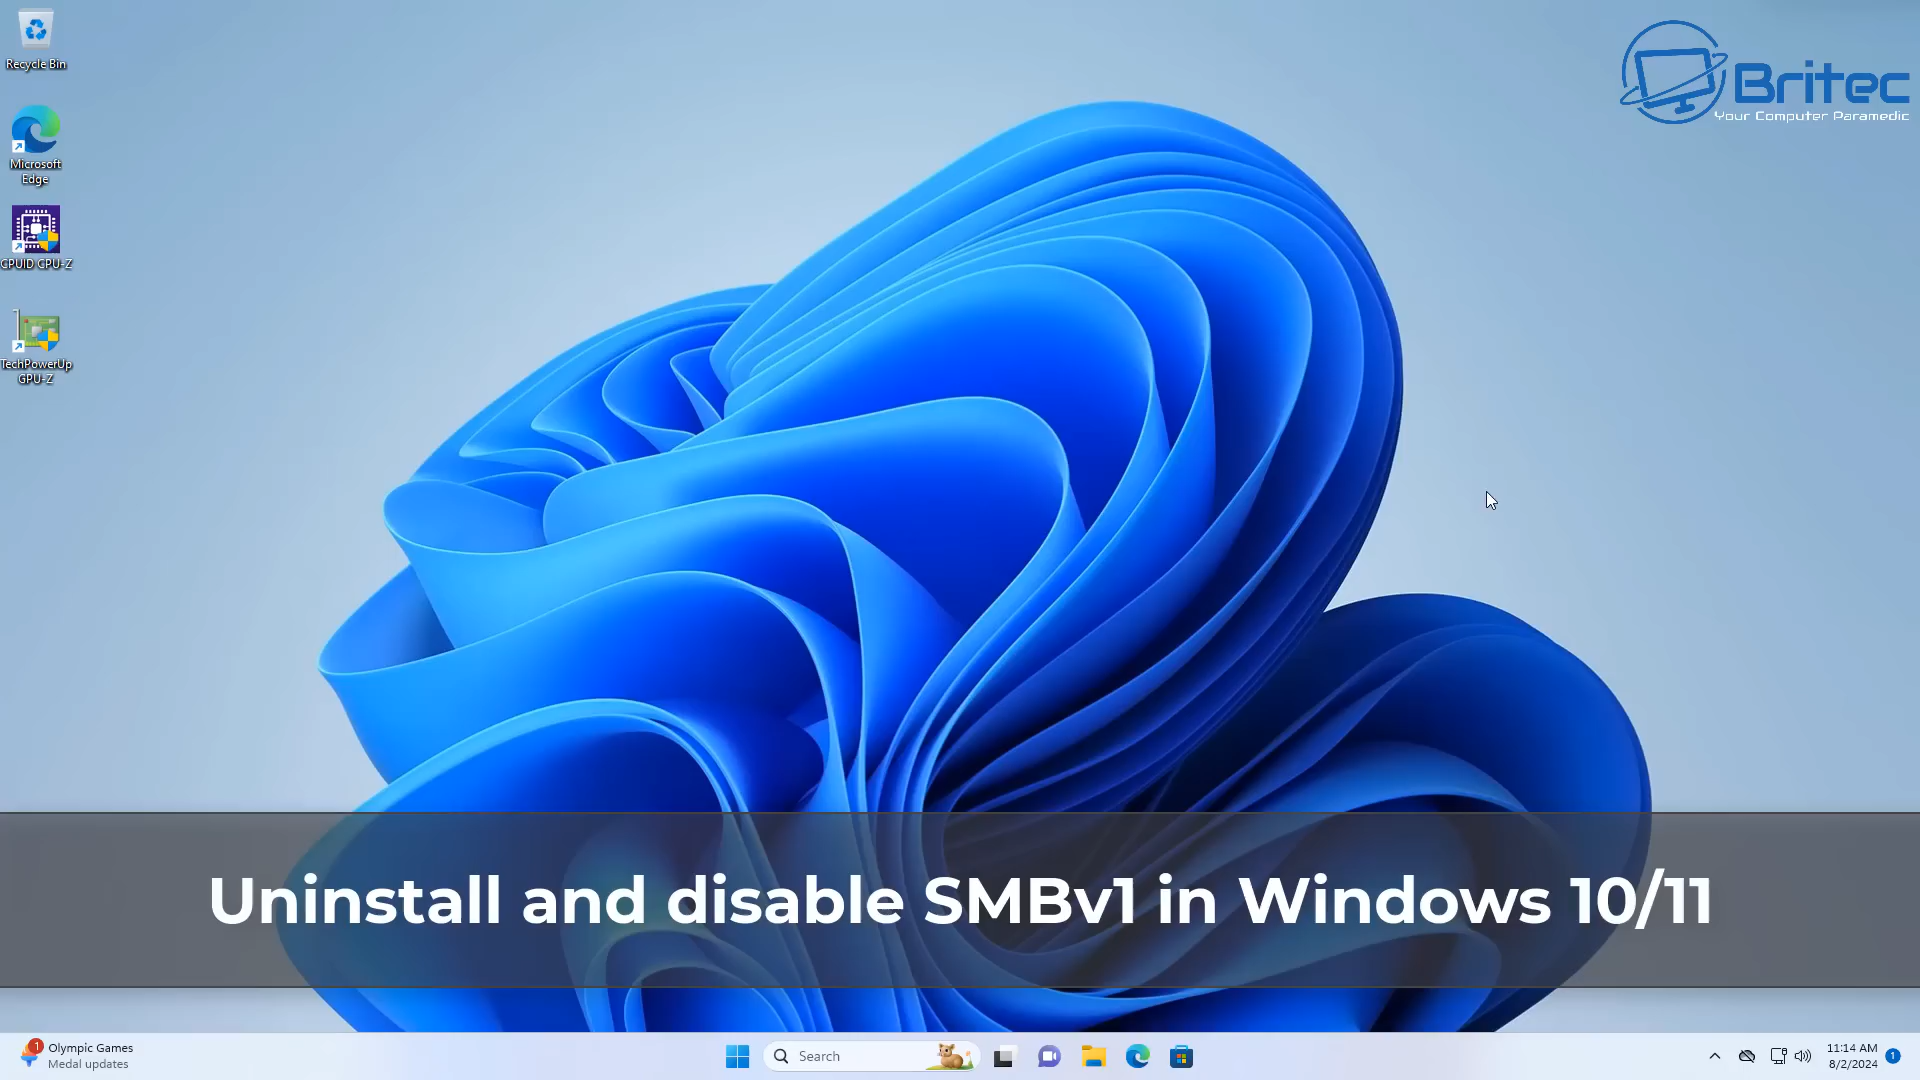 Recycle Bin
Microsoft
Edge
CPUID CPU-Z
TechPowerUp
GPU-Z
Britec
Your Computer Paramedic
Uninstall and disable SMBv1 in Windows 10/11
1
Olympic Games
Medal updates
Search
11:14 AM
8/2/2024
1